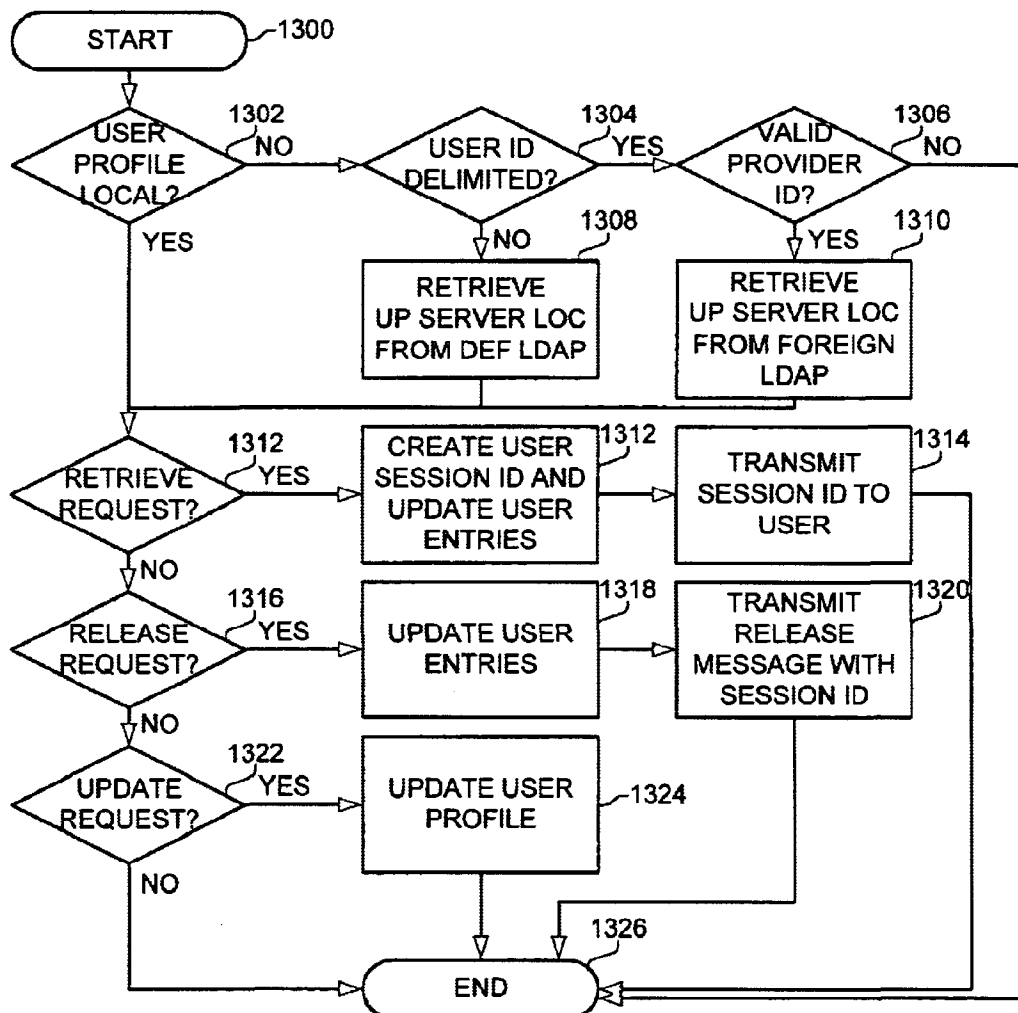 START
1300
USER
PROFILE
LOCAL?
1302
NO
YES
USER ID
DELIMITED?
1304
YES
NO
VALID
PROVIDER
ID?
1306
NO
YES
1308
RETRIEVE
UP SERVER LOC
FROM DEF LDAP
1310
RETRIEVE
UP SERVER LOC
FROM FOREIGN
LDAP
RETRIEVE
REQUEST?
1312
YES
NO
CREATE USER
SESSION ID AND
UPDATE USER
ENTRIES
1312
TRANSMIT
SESSION ID TO
USER
1314
RELEASE
REQUEST?
1316
YES
NO
UPDATE USER
ENTRIES
1318
TRANSMIT
RELEASE
MESSAGE WITH
SESSION ID
1320
UPDATE
REQUEST?
1322
YES
NO
UPDATE USER
PROFILE
1324
END
1326